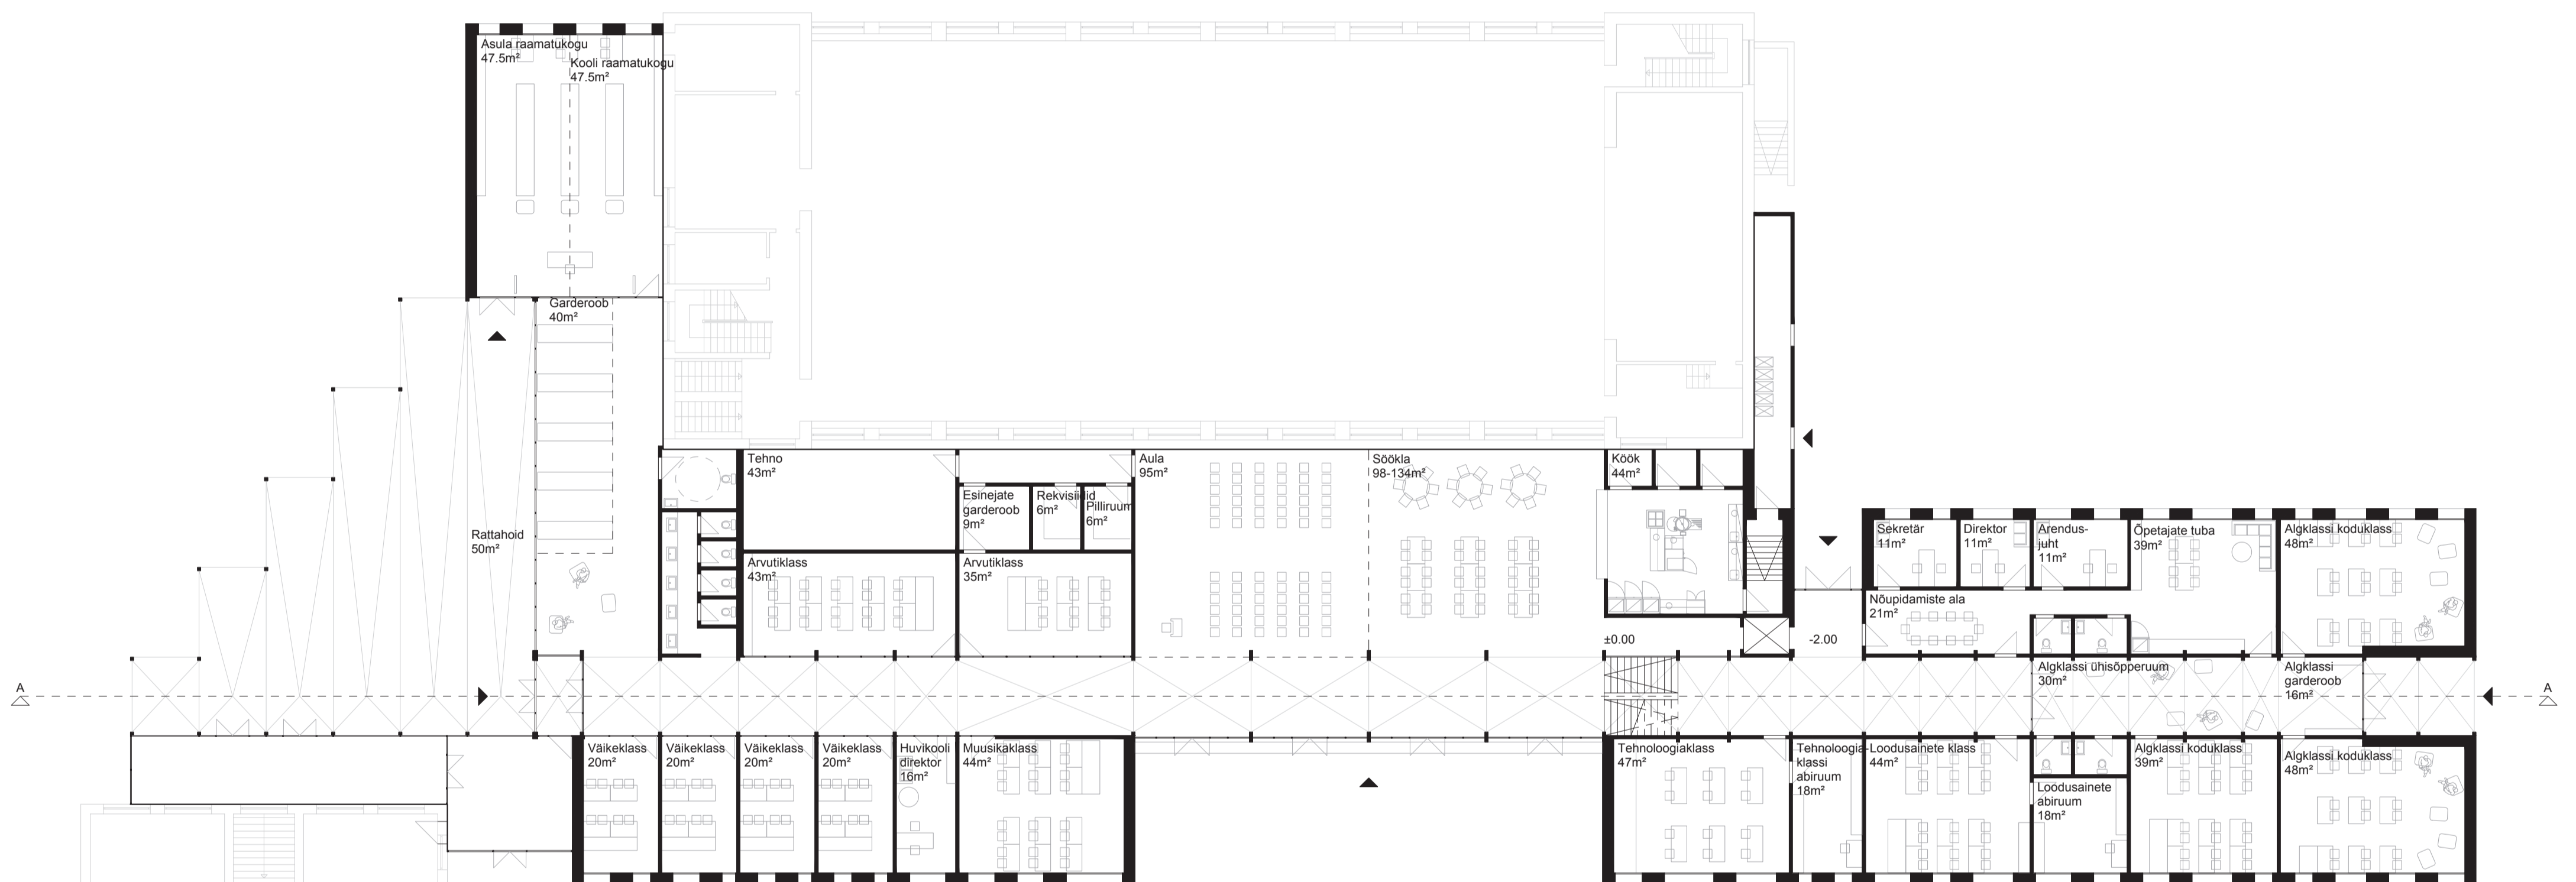 Asula raamatukogu
47.5m²
Kooli raamatukogu
47.5m²
Garderoob
40m²
Rattahoid
50m²
Tehno
43m²
Esinejate
garderoob
9m²
Rekvisiidid
6m²
Pilliruum
6m²
Aula
95m²
Söökla
98-134m²
Köök
44m²
Arvutiklass
43m²
Arvutiklass
35m²
±0.00
-2.00
Sekretär
11m²
Direktor
11m²
Arendus-
juht
11m²
Õpetajate tuba
39m²
Algklassi koduklass
48m²
Nõupidamiste ala
21m²
Algklassi ühisõpperuum
30m²
Algklassi
garderoob
16m²
A
A
Väikeklass
20m²
Väikeklass
20m²
Väikeklass
20m²
Väikeklass
20m²
Huvikooli
direktor
16m²
Muusikaklass
44m²
Tehnoloogiaklass
47m²
Tehnoloogia-
klassi
abiruum
18m²
Loodusainete klass
44m²
Loodusainete
abiruum
18m²
Algklassi koduklass
39m²
Algklassi koduklass
48m²